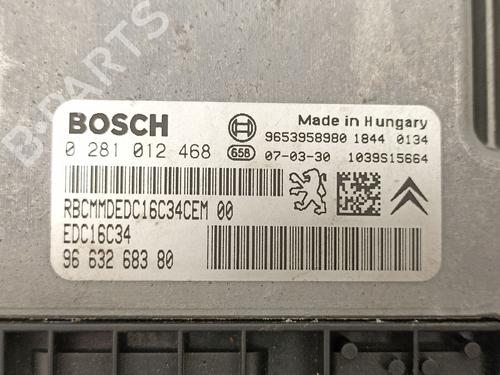 B-PARTS
BOSCH
Made in Hungary
9653958980 1844 0134
0 281 012 468
658 07-03-30 1039S15664
RBCMMDEDC16C34CEM 00
EDC16C34
96 632 683 80